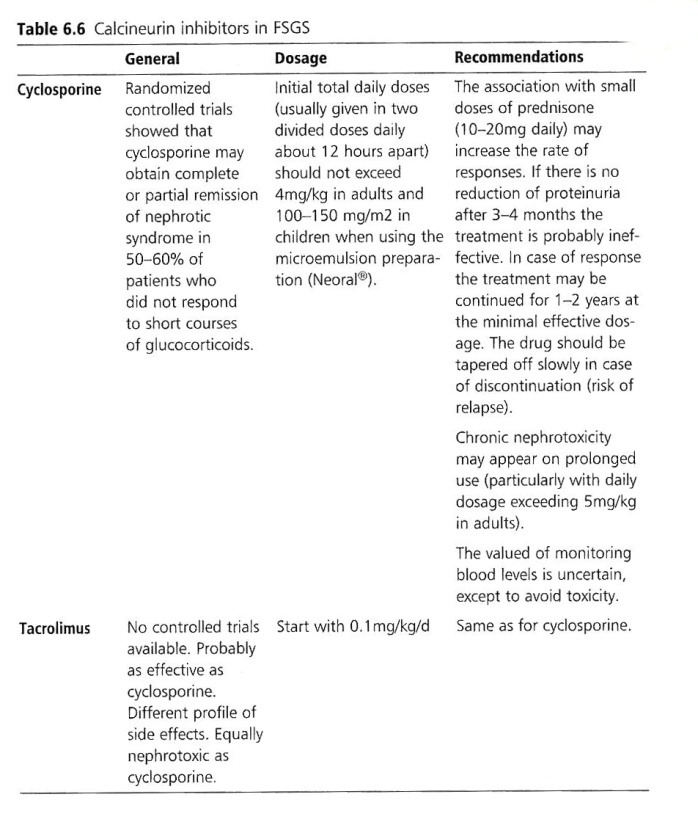 Table 6.6 Calcineurin inhibitors in FSGS
General
Dosage
Recommendations
Cyclosporine
Randomized
controlled trials
showed that
cyclosporine may
obtain complete
or partial remission
of nephrotic
syndrome in
50–60% of
patients who
did not respond
to short courses
of glucocorticoids.
Initial total daily doses
(usually given in two
divided doses daily
about 12 hours apart)
should not exceed
4mg/kg in adults and
100–150 mg/m2 in
children when using the
microemulsion prepara-
tion (Neoral®).
The association with small
doses of prednisone
(10–20mg daily) may
increase the rate of
responses. If there is no
reduction of proteinuria
after 3–4 months the
treatment is probably inef-
fective. In case of response
the treatment may be
continued for 1–2 years at
the minimal effective dos-
age. The drug should be
tapered off slowly in case
of discontinuation (risk of
relapse).
Chronic nephrotoxicity
may appear on prolonged
use (particularly with daily
dosage exceeding 5mg/kg
in adults).
The valued of monitoring
blood levels is uncertain,
except to avoid toxicity.
Tacrolimus
No controlled trials
available. Probably
as effective as
cyclosporine.
Different profile of
side effects. Equally
nephrotoxic as
cyclosporine.
Start with 0.1mg/kg/d
Same as for cyclosporine.